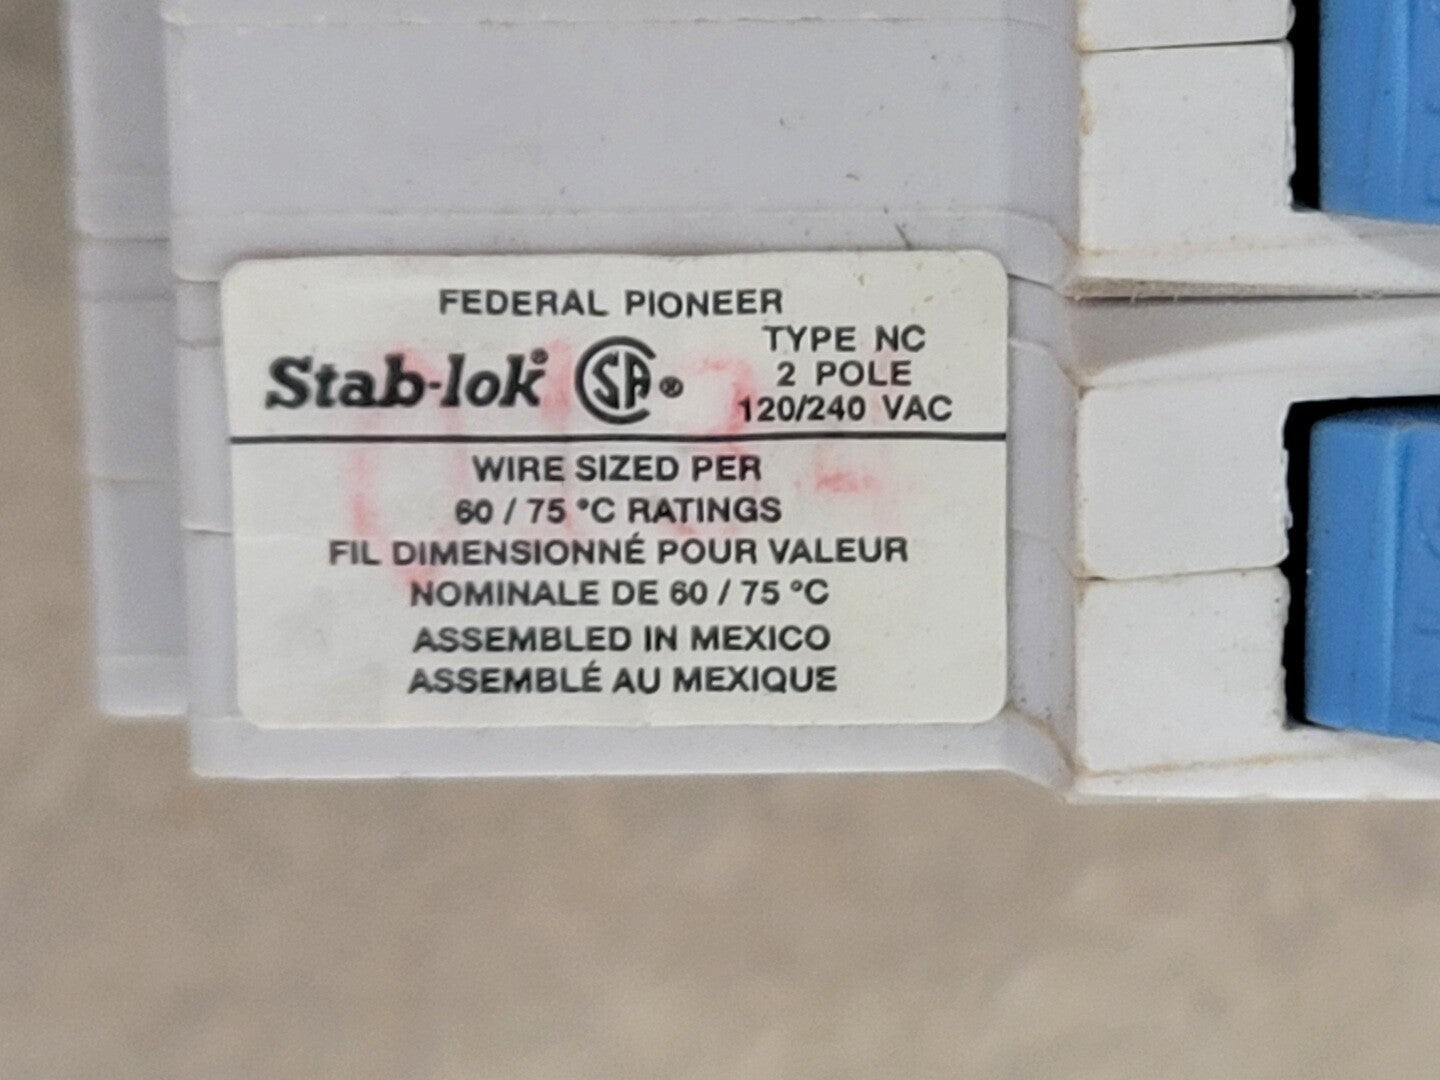 FEDERAL PIONEER
Stab-lok® SA® TYPE NC
2 POLE
120/240 VAC
WIRE SIZED PER
60 / 75 °C RATINGS
FIL DIMENSIONNÉ POUR VALEUR
NOMINALE DE 60 / 75 °C
ASSEMBLED IN MEXICO
ASSEMBLÉ AU MEXIQUE